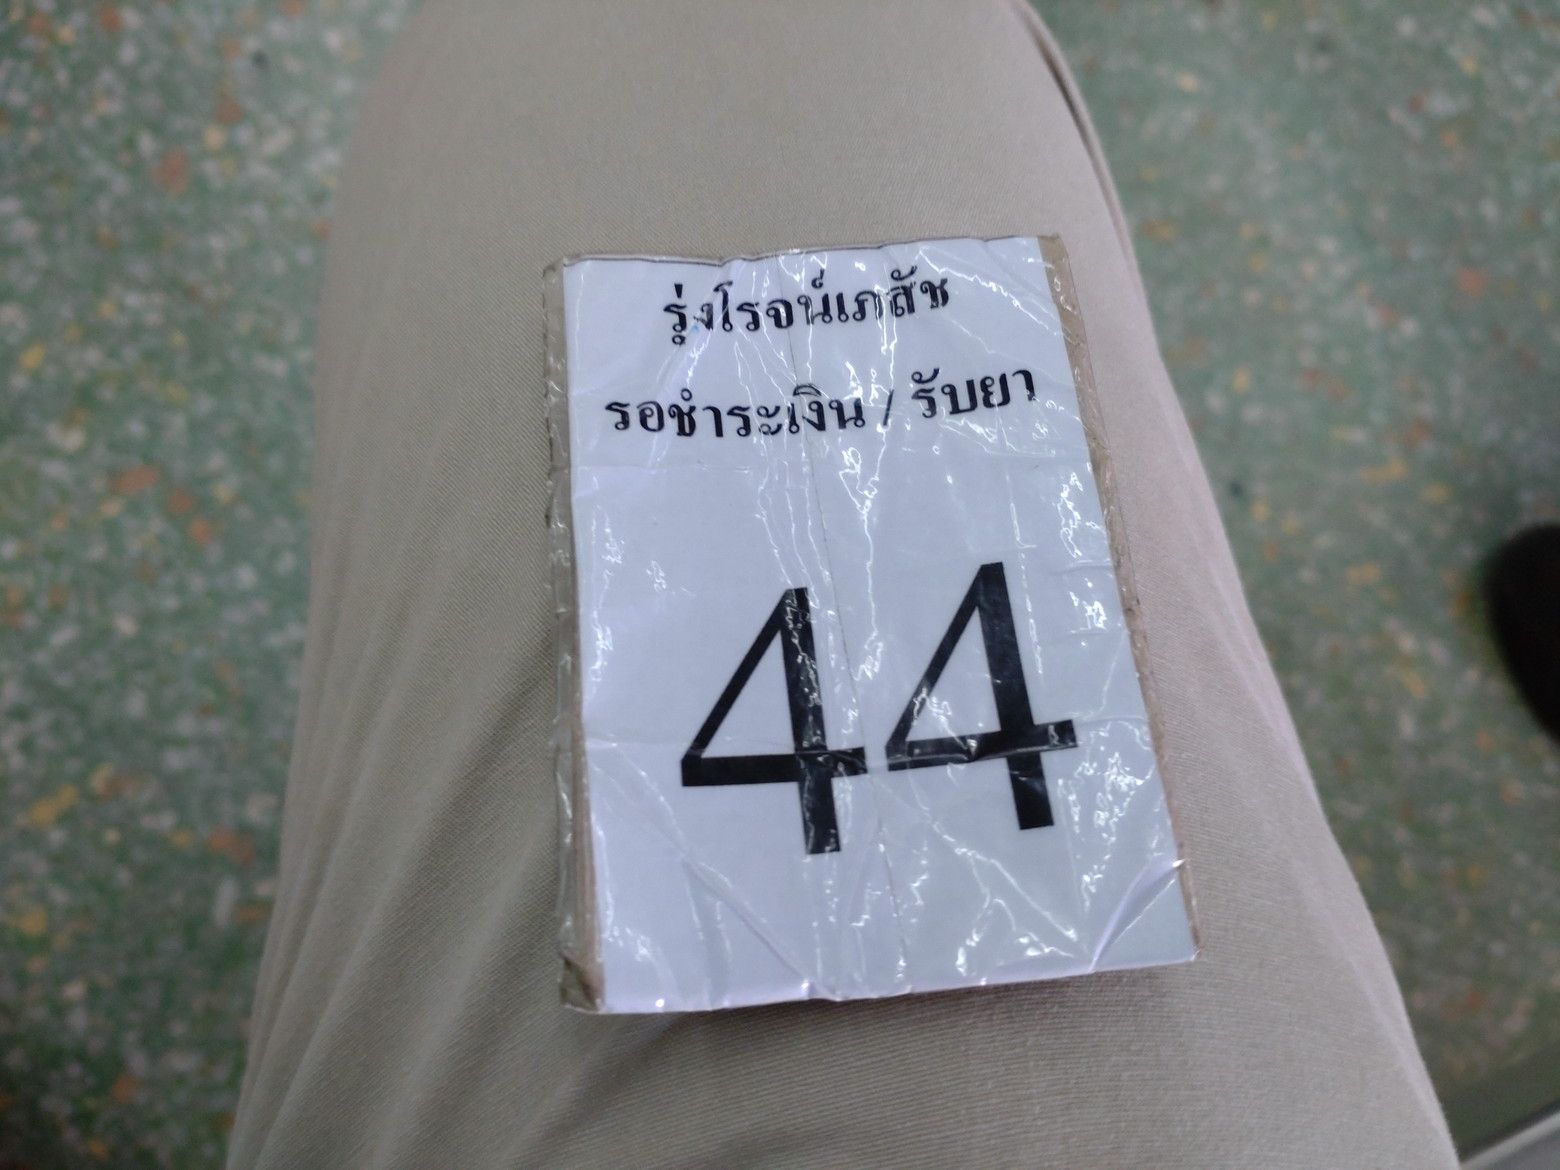 รุ่งโรจน์เภสัช
รอชำระเงิน / รับยา
44